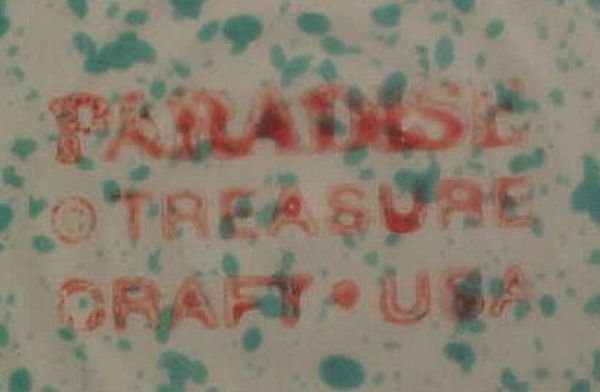 PARADISE
© TREASURE
CRAFT • USA